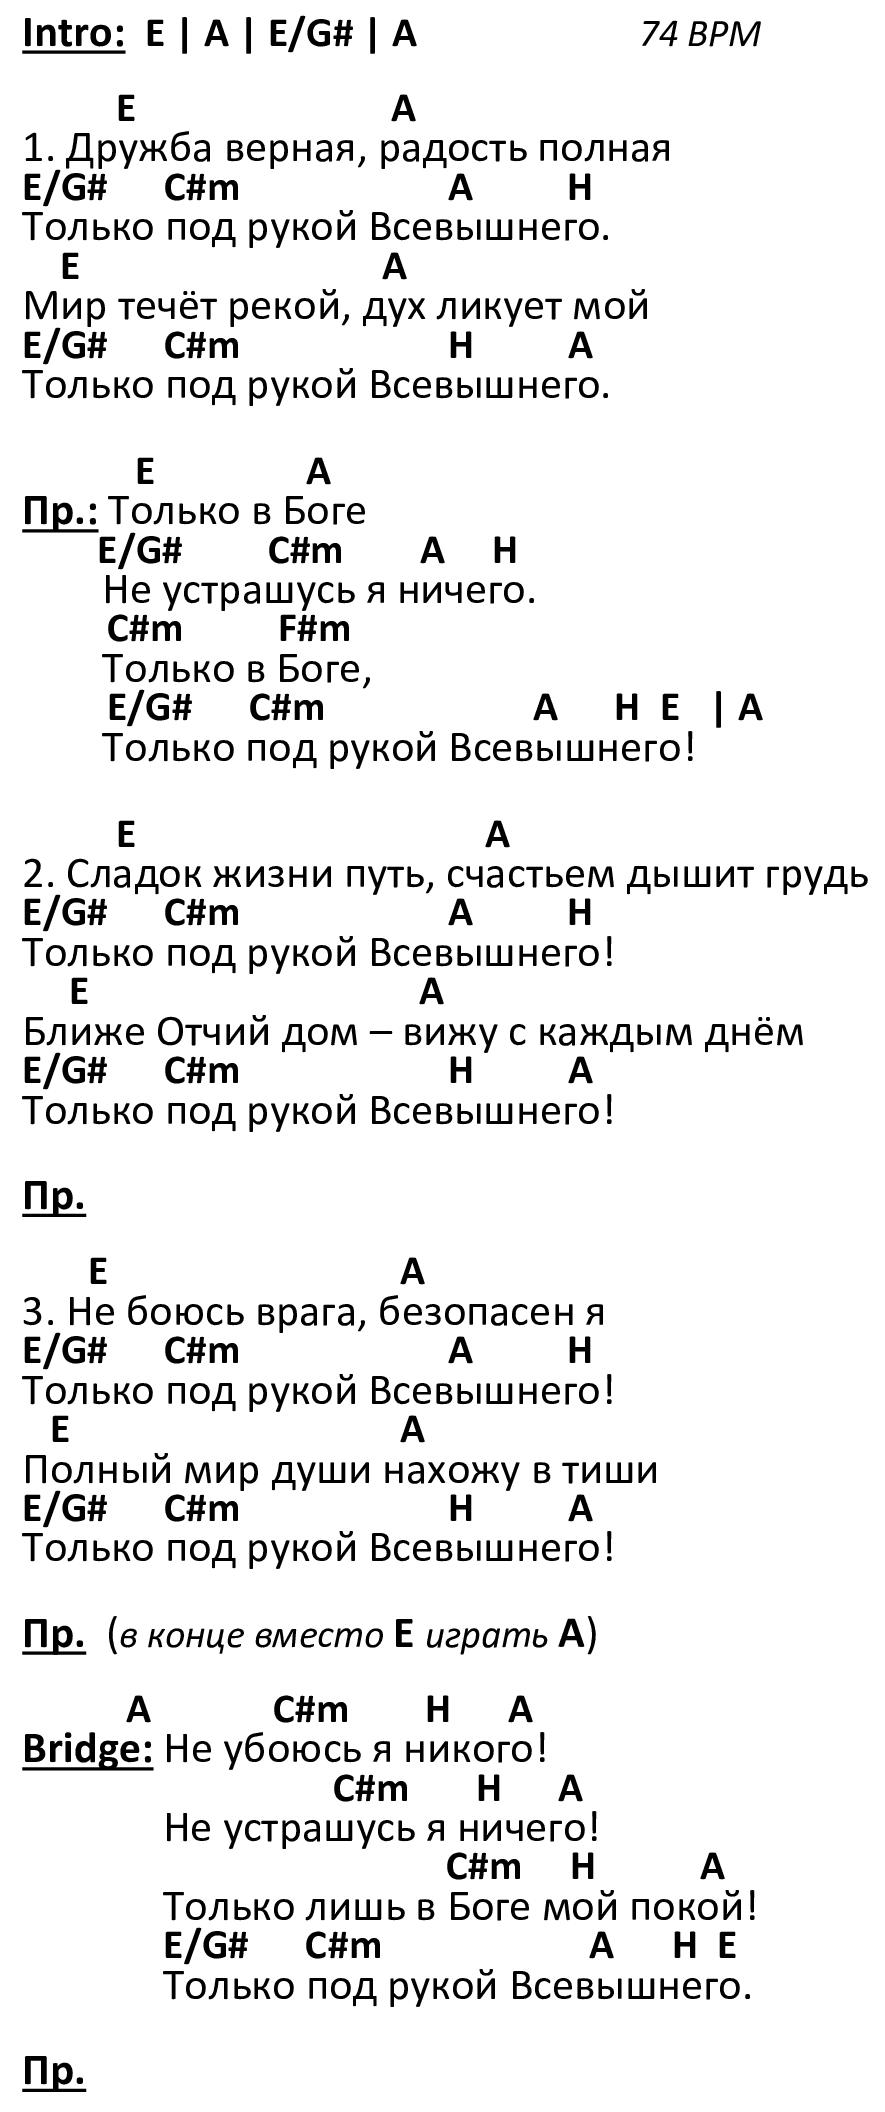 Intro: E | A | E/G# | A 74 BPM
E A
1. Дружба верная, радость полная
E/G# C#m A H
Только под рукой Всевышнего.
E A
Мир течёт рекой, дух ликует мой
E/G# C#m H A
Только под рукой Всевышнего.
E A
Пр.: Только в Боге
E/G# C#m A H
Не устрашусь я ничего.
C#m F#m
Только в Боге,
E/G# C#m A H E | A
Только под рукой Всевышнего!
E A
2. Сладок жизни путь, счастьем дышит грудь
E/G# C#m A H
Только под рукой Всевышнего!
E A
Ближе Отчий дом – вижу с каждым днём
E/G# C#m H A
Только под рукой Всевышнего!
Пр.
E A
3. Не боюсь врага, безопасен я
E/G# C#m A H
Только под рукой Всевышнего!
E A
Полный мир души нахожу в тиши
E/G# C#m H A
Только под рукой Всевышнего!
Пр. (в конце вместо E играть A)
A C#m H A
Bridge: Не убоюсь я никого!
C#m H A
Не устрашусь я ничего!
C#m H A
Только лишь в Боге мой покой!
E/G# C#m A H E
Только под рукой Всевышнего.
Пр.